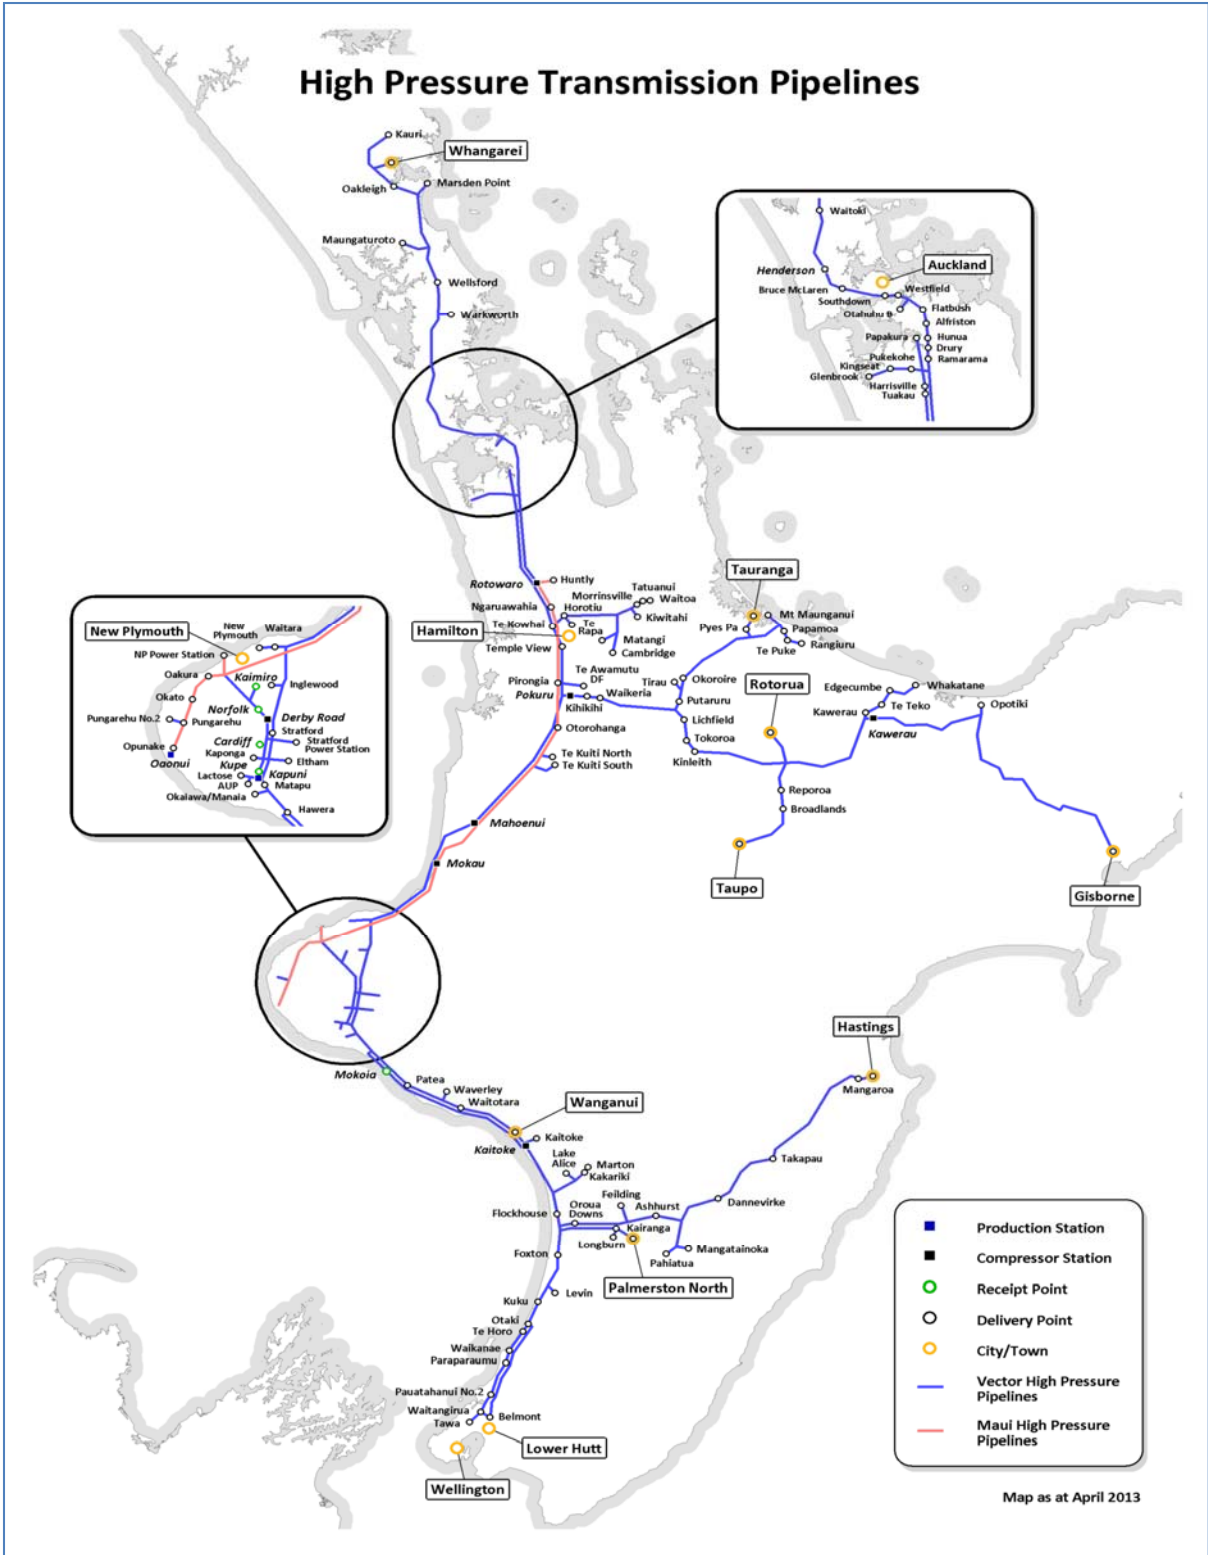 High Pressure Transmission Pipelines
Kauri
Whangarei
Oakleigh
Marsden Point
Maungaturoto
Wellsford
Warkworth
Waitoki
Henderson
Auckland
Bruce McLaren
Westfield
Southdown
Otahuhu B
Flatbush
Alfriston
Papakura
Hunua
Drury
Pukekohe
Ramarama
Kingseat
Glenbrook
Harrisville
Tuakau
Rotowaro
Huntly
Ngaruawahia
Horotiu
Morrinsville
Tatuanui
Waitoa
Kiwitahi
Te Kowhai
Te
Rapa
Hamilton
Matangi
Temple View
Cambridge
Tauranga
Mt Maunganui
Pyes Pa
Papamoa
Te Puke
Rangiuru
Pirongia
Te Awamutu
DF
Pokuru
Waikeria
Kihikihi
Tirau
Okoroire
Putaruru
Rotorua
Lichfield
Tokoroa
Kinleith
Otorohanga
Te Kuiti North
Te Kuiti South
Edgecumbe
Whakatane
Te Teko
Kawerau
Kawerau
Opotiki
Reporoa
Broadlands
Taupo
Gisborne
Mahoenui
Mokau
New Plymouth
New
Plymouth
Waitara
NP Power Station
Oakura
Kaimiro
Inglewood
Okato
Norfolk
Pungarehu No.2
Pungarehu
Derby Road
Stratford
Cardiff
Stratford
Power Station
Opunake
Kaponga
Oaonui
Kupe
Eltham
Lactose
Kapuni
AUP
Matapu
Okaiawa/Manaia
Hawera
Mokoia
Patea
Waverley
Waitotara
Wanganui
Kaitoke
Kaitoke
Lake
Alice
Marton
Kakariki
Hastings
Mangaroa
Takapau
Dannevirke
Feilding
Flockhouse
Oroua
Downs
Ashhurst
Kairanga
Longburn
Foxton
Mangatainoka
Pahiatua
Palmerston North
Levin
Kuku
Otaki
Te Horo
Waikanae
Paraparaumu
Pauatahanui No.2
Waitangirua
Belmont
Tawa
Lower Hutt
Wellington
Production Station
Compressor Station
Receipt Point
Delivery Point
City/Town
Vector High Pressure
Pipelines
Maui High Pressure
Pipelines
Map as at April 2013